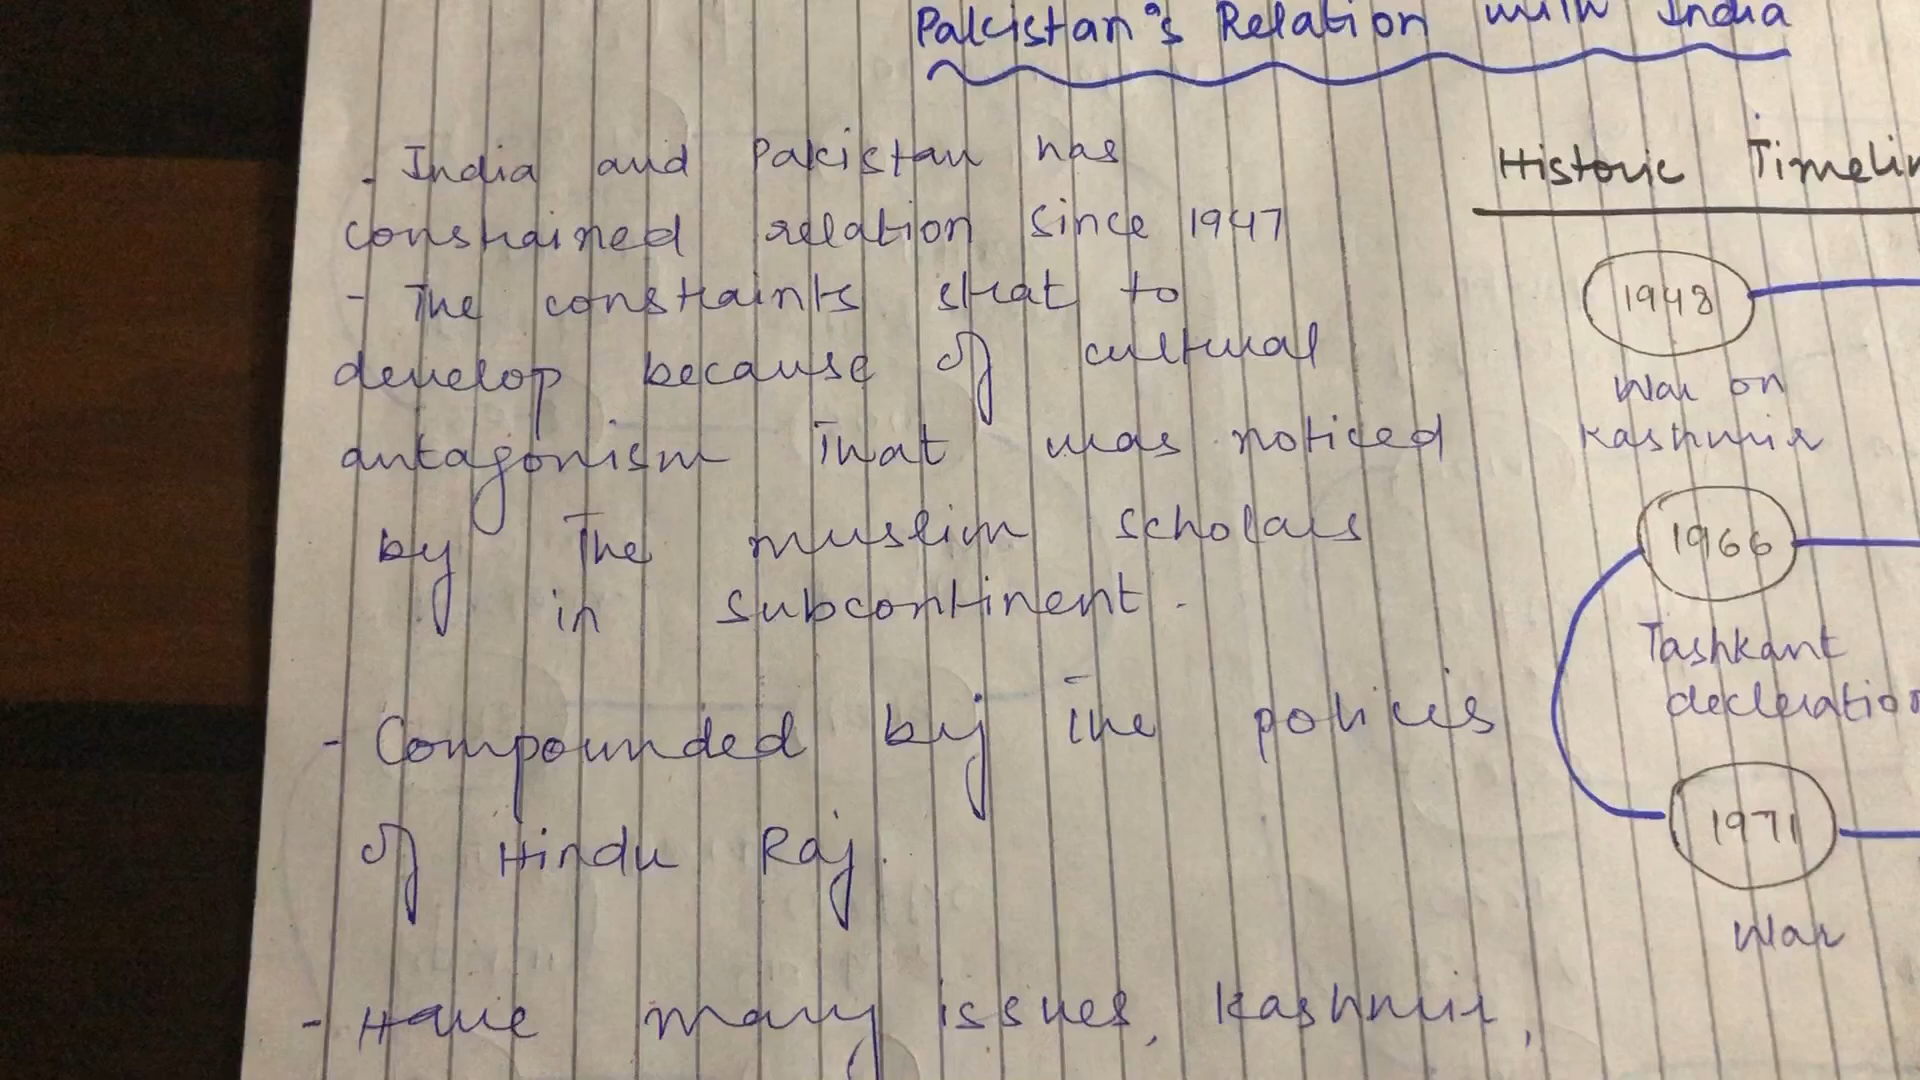 Pakistan's Relation with India
- India and Pakistan has
constrained relation since 1947
- The constraints strat to
develop because of cultural
antagonism that was noticed
by the muslim scholars
in subcontinent.
- Compounded by the policies
of Hindu Raj.
- Have many issues, Kashmir,
Historic Timelin
1948
War on
Kashmir
1966
Tashkant
decleration
1971
War